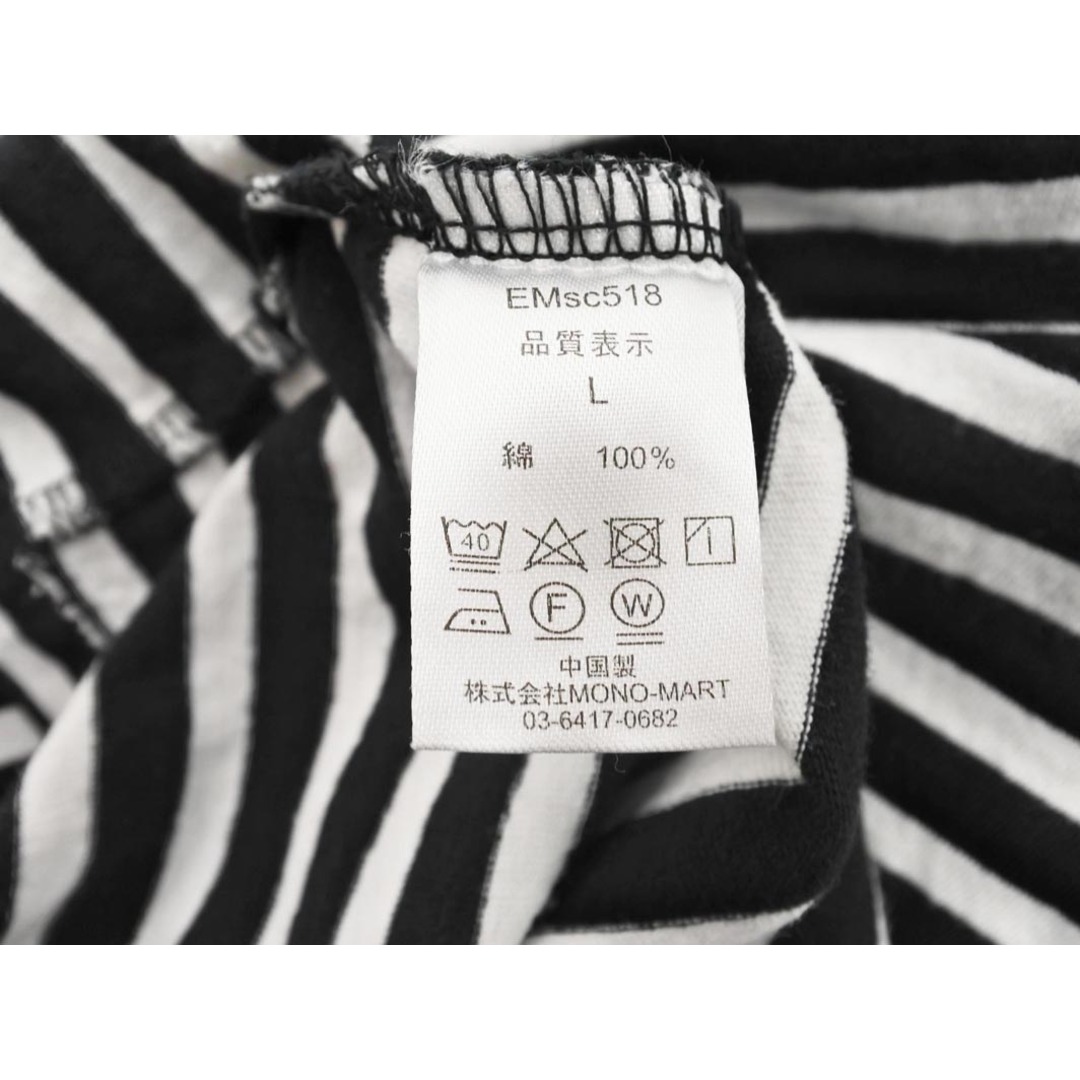 EMsc518
品質表示
L
綿 100%
40
F W
中国製
株式会社MONO-MART
03-6417-0682